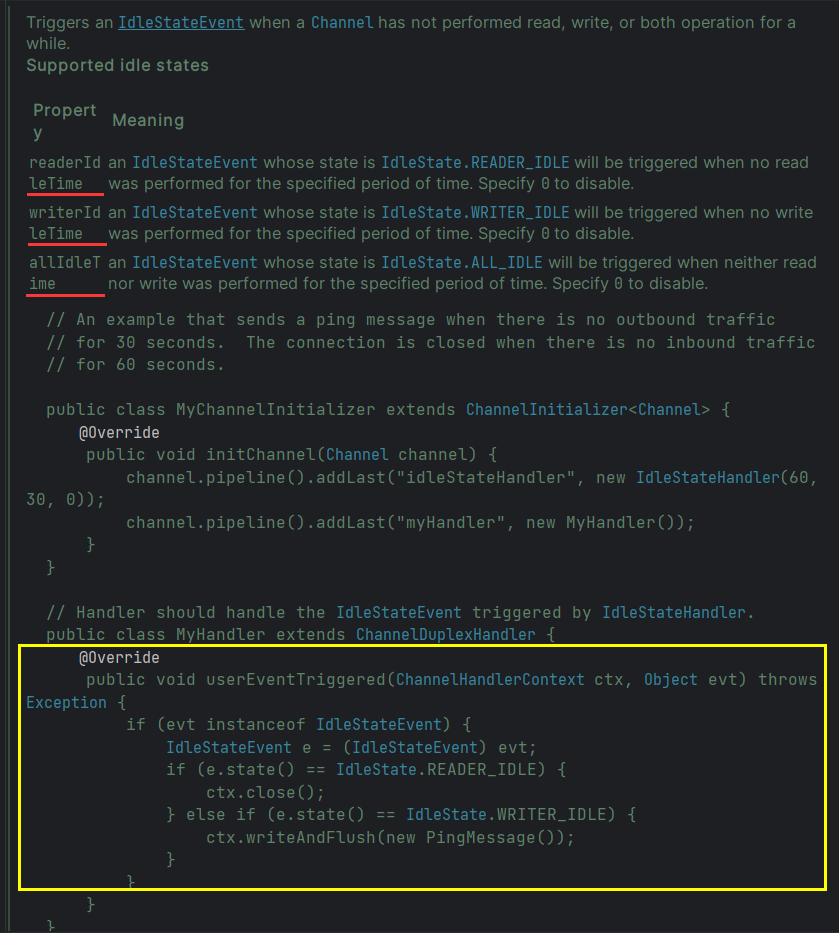 Triggers an IdleStateEvent when a Channel has not performed read, write, or both operation for a
while.
Supported idle states
Propert
y
Meaning
readerId an IdleStateEvent whose state is IdleState.READER_IDLE will be triggered when no read
leTime was performed for the specified period of time. Specify 0 to disable.
writerId an IdleStateEvent whose state is IdleState.WRITER_IDLE will be triggered when no write
leTime was performed for the specified period of time. Specify 0 to disable.
allIdleT an IdleStateEvent whose state is IdleState.ALL_IDLE will be triggered when neither read
ime nor write was performed for the specified period of time. Specify 0 to disable.
// An example that sends a ping message when there is no outbound traffic
// for 30 seconds.  The connection is closed when there is no inbound traffic
// for 60 seconds.
public class MyChannelInitializer extends ChannelInitializer<Channel> {
@Override
public void initChannel(Channel channel) {
channel.pipeline().addLast("idleStateHandler", new IdleStateHandler(60,
30, 0));
channel.pipeline().addLast("myHandler", new MyHandler());
}
}
// Handler should handle the IdleStateEvent triggered by IdleStateHandler.
public class MyHandler extends ChannelDuplexHandler {
@Override
public void userEventTriggered(ChannelHandlerContext ctx, Object evt) throws
Exception {
if (evt instanceof IdleStateEvent) {
IdleStateEvent e = (IdleStateEvent) evt;
if (e.state() == IdleState.READER_IDLE) {
ctx.close();
} else if (e.state() == IdleState.WRITER_IDLE) {
ctx.writeAndFlush(new PingMessage());
}
}
}
}